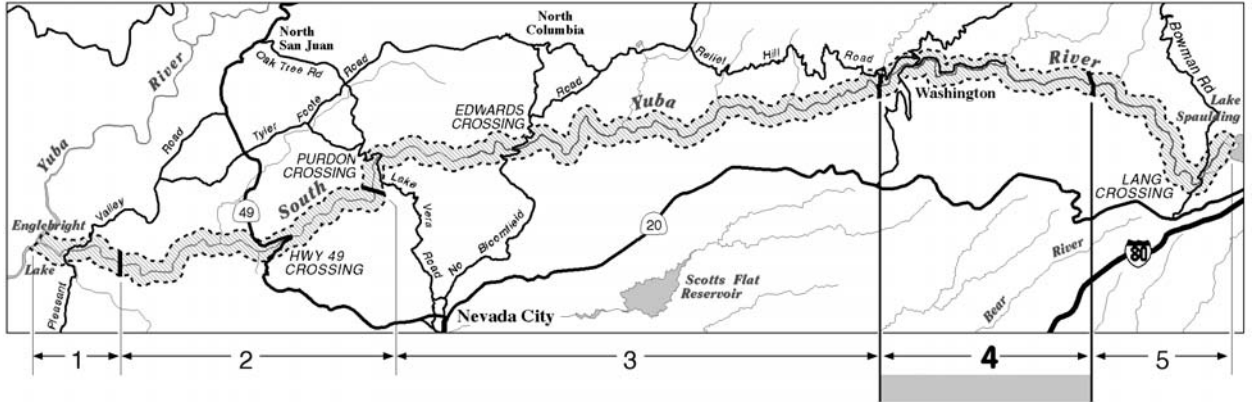 North
San Juan
Oak Tree Rd
Yuba
River
Road
Tyler
Foote
Road
North
Columbia
EDWARDS
CROSSING
Road
Relief
Hill
Road
Yuba
River
Washington
Bowman Rd
Lake
Spaulding
PURDON
CROSSING
South
Lake
Vera
Road
No
Bloomfield
49
HWY 49
CROSSING
Valley
Pleasant
Englebright
Lake
20
LANG
CROSSING
River
Bear
80
Scotts Flat
Reservoir
Nevada City
1
2
3
4
5